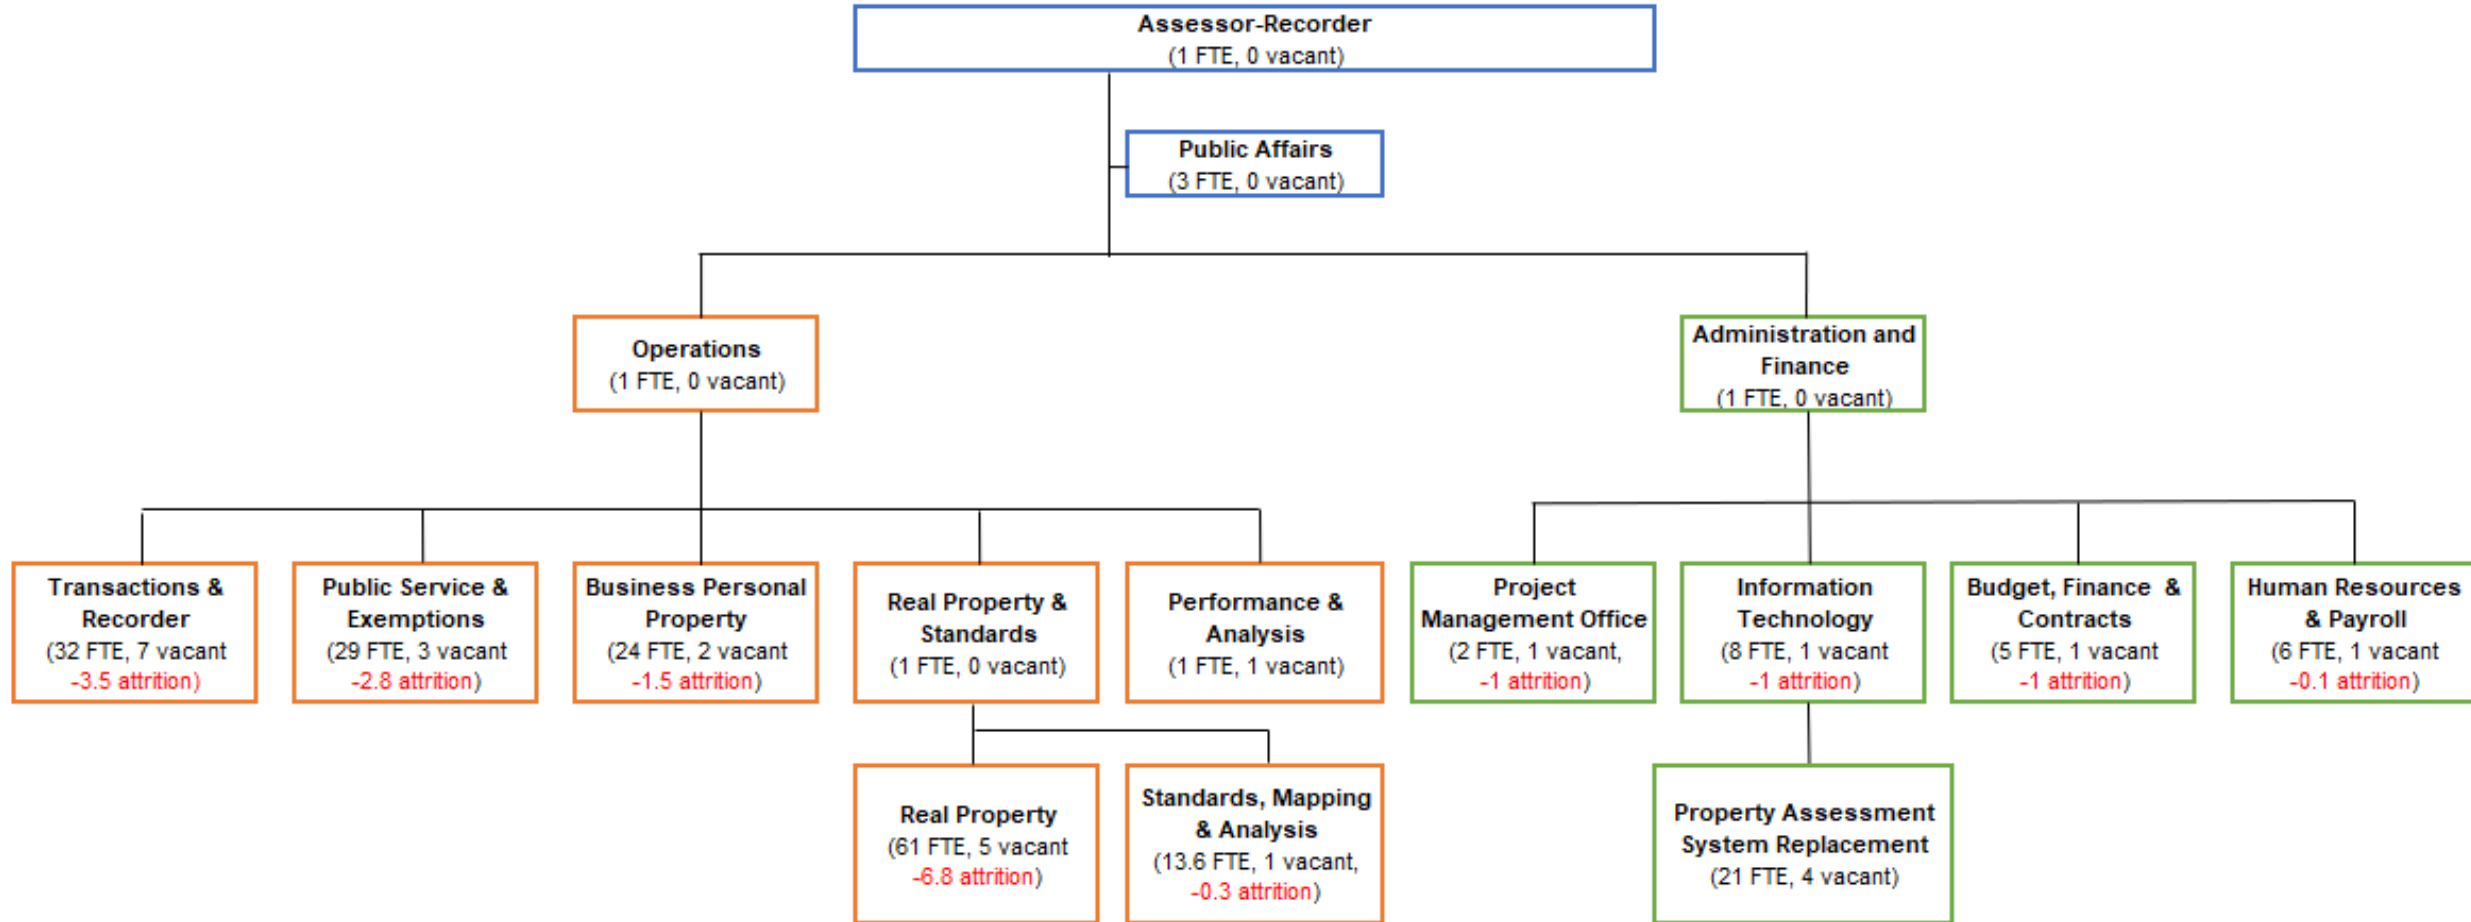 Assessor-Recorder
(1 FTE, 0 vacant)
Public Affairs
(3 FTE, 0 vacant)
Operations
(1 FTE, 0 vacant)
Administration and
Finance
(1 FTE, 0 vacant)
Transactions &
Recorder
(32 FTE, 7 vacant
-3.5 attrition)
Public Service &
Exemptions
(29 FTE, 3 vacant
-2.8 attrition)
Business Personal
Property
(24 FTE, 2 vacant
-1.5 attrition)
Real Property &
Standards
(1 FTE, 0 vacant)
Performance &
Analysis
(1 FTE, 1 vacant)
Project
Management Office
(2 FTE, 1 vacant,
-1 attrition)
Information
Technology
(8 FTE, 1 vacant
-1 attrition)
Budget, Finance &
Contracts
(5 FTE, 1 vacant
-1 attrition)
Human Resources
& Payroll
(6 FTE, 1 vacant
-0.1 attrition)
Real Property
(61 FTE, 5 vacant
-6.8 attrition)
Standards, Mapping
& Analysis
(13.6 FTE, 1 vacant,
-0.3 attrition)
Property Assessment
System Replacement
(21 FTE, 4 vacant)